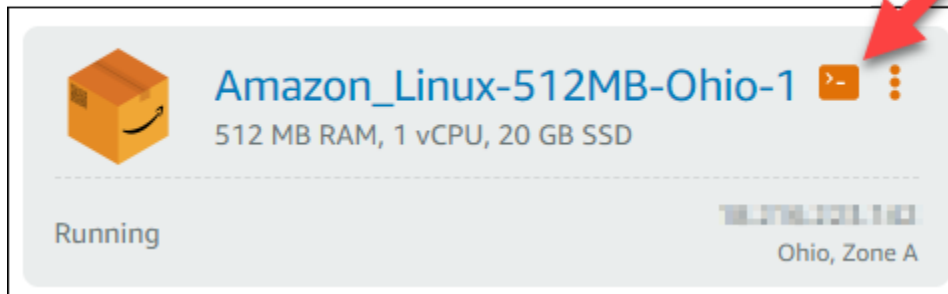 Amazon_Linux-512MB-Ohio-1 >_
512 MB RAM, 1 vCPU, 20 GB SSD
Running
Ohio, Zone A